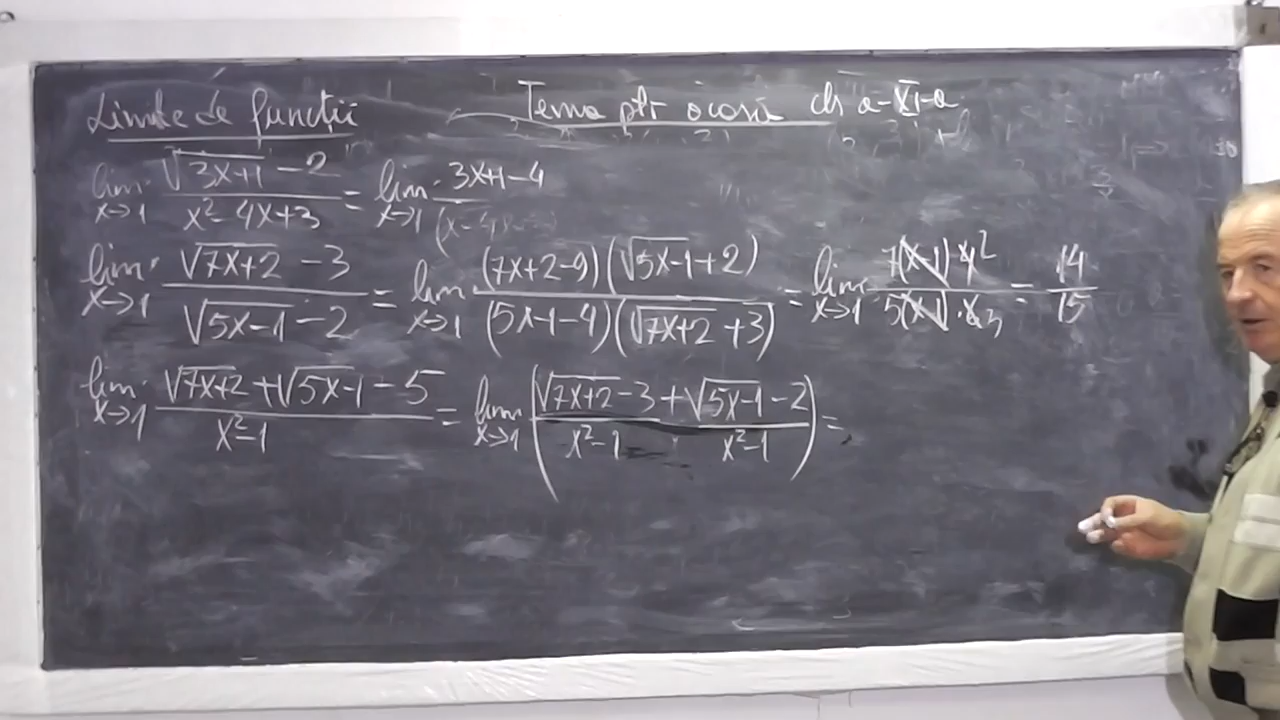 Limite de funcții Tema ptr acasă cls a-XI-a
lim x→1 (√(3x+1) - 2)/(x² - 4x + 3) = lim x→1 (3x+1-4)/(x
lim x→1 (√(7x+2) - 3)/(√(5x-1) - 2) = lim x→1 ((7x+2-9)(√(5x-1)+2))/((5x-1-4)(√(7x+2)+3)) = lim x→1 (7(x-1)·4 2)/(5(x-1)·6 3) = 14/15
lim x→1 (√(7x+2) + √(5x-1) - 5)/(x²-1) = lim x→1 ((√(7x+2) - 3)/(x²-1) + (√(5x-1) - 2)/(x²-1)) =